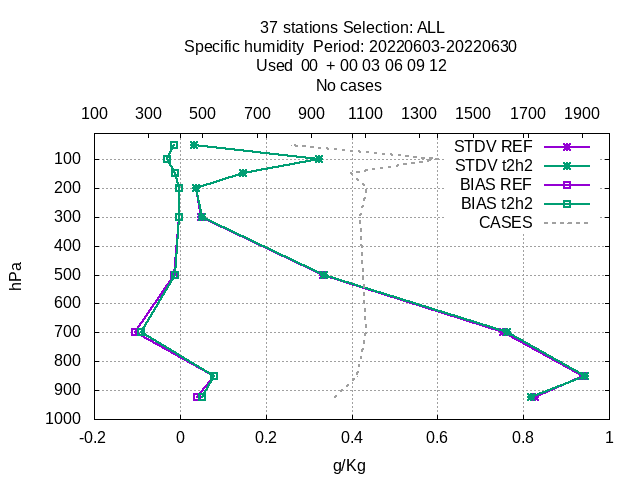 37 stations Selection: ALL
Specific humidity  Period: 20220603-20220630
Used  00  + 00 03 06 09 12
No cases
100 300 500 700 900 1100 1300 1500 1700 1900
STDV REF
STDV t2h2
BIAS REF
BIAS t2h2
CASES
100
200
300
400
500
600
700
800
900
1000
hPa
-0.2 0 0.2 0.4 0.6 0.8 1
g/Kg